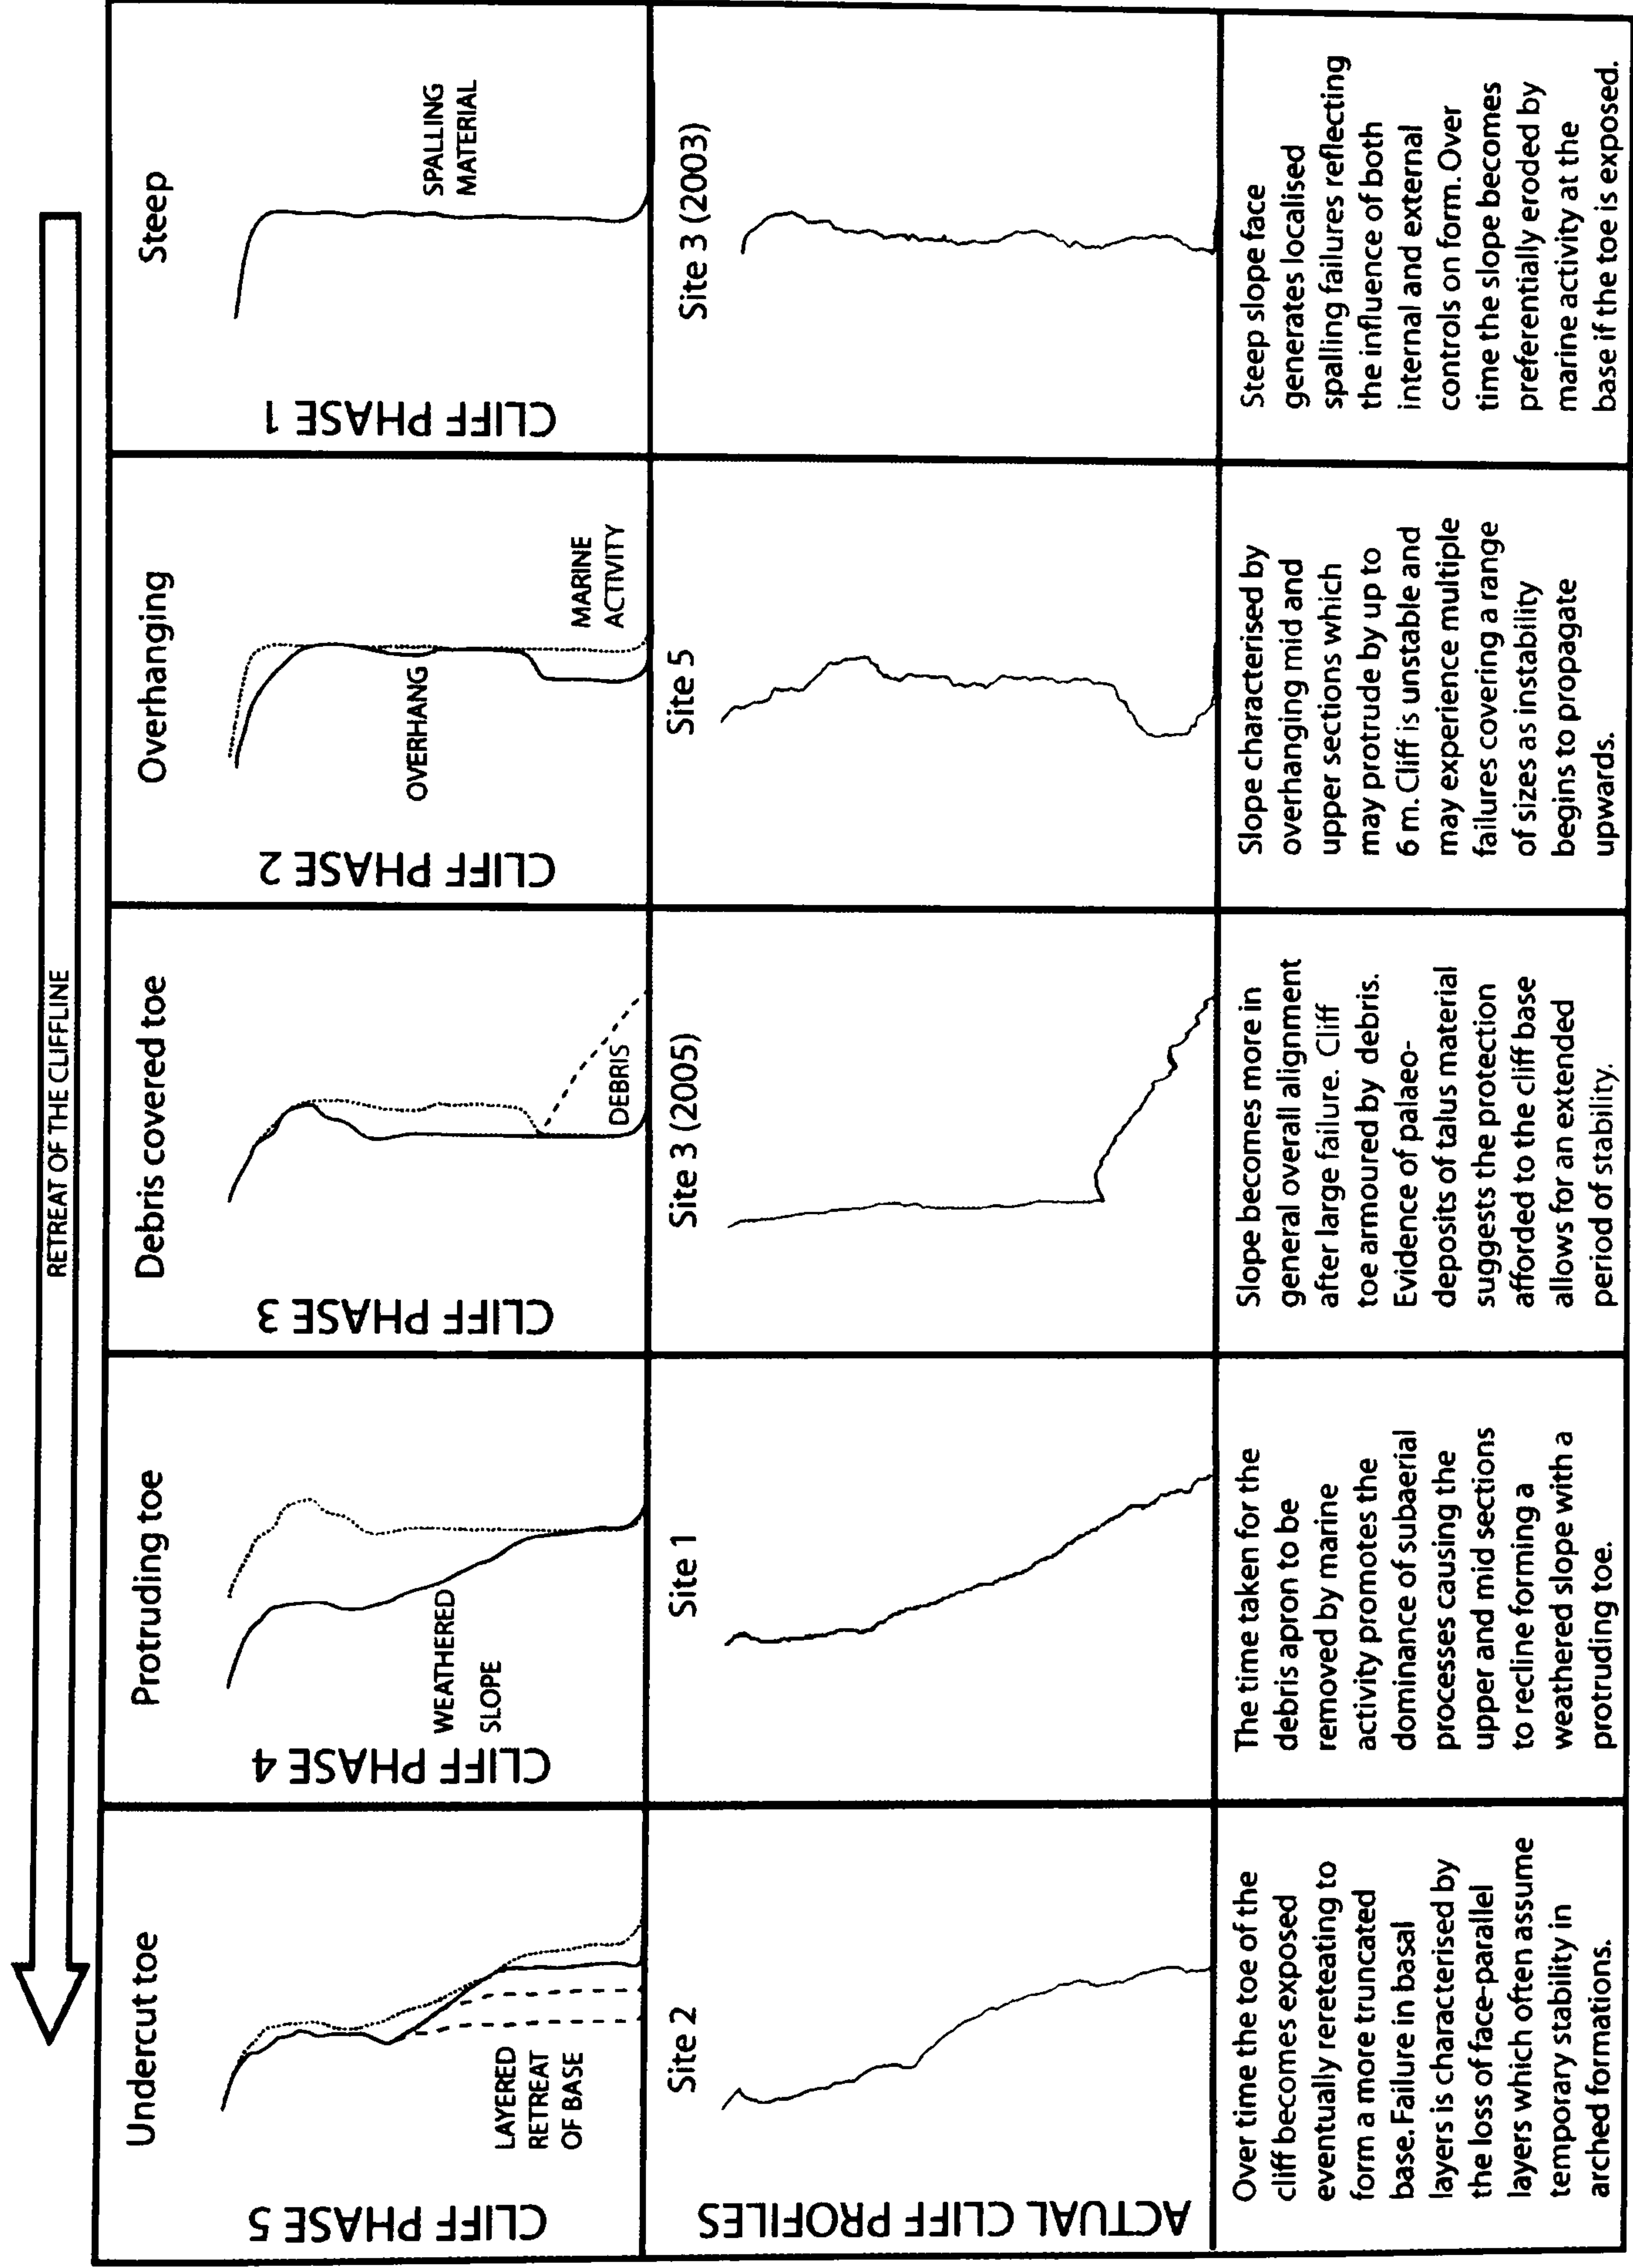 RETREAT OF THE CLIFFLINE
CLIFF PHASE 5
Undercut toe
LAYERED
RETREAT
OF BASE
CLIFF PHASE 4
Protruding toe
WEATHERED
SLOPE
CLIFF PHASE 3
Debris covered toe
DEBRIS
CLIFF PHASE 2
Overhanging
OVERHANG
MARINE
ACTIVITY
CLIFF PHASE 1
Steep
SPALLING
MATERIAL
ACTUAL CLIFF PROFILES
Site 2
Site 1
Site 3 (2005)
Site 5
Site 3 (2003)
Over time the toe of the
cliff becomes exposed
eventually rereteating to
form a more truncated
base. Failure in basal
layers is characterised by
the loss of face-parallel
layers which often assume
temporary stability in
arched formations.
The time taken for the
debris apron to be
removed by marine
activity promotes the
dominance of subaerial
processes causing the
upper and mid sections
to recline forming a
weathered slope with a
protruding toe.
Slope becomes more in
general overall alignment
after large failure. Cliff
toe armoured by debris.
Evidence of palaeo-
deposits of talus material
suggests the protection
afforded to the cliff base
allows for an extended
period of stability.
Slope characterised by
overhanging mid and
upper sections which
may protrude by up to
6 m. Cliff is unstable and
may experience multiple
failures covering a range
of sizes as instability
begins to propagate
upwards.
Steep slope face
generates localised
spalling failures reflecting
the influence of both
internal and external
controls on form. Over
time the slope becomes
preferentially eroded by
marine activity at the
base if the toe is exposed.